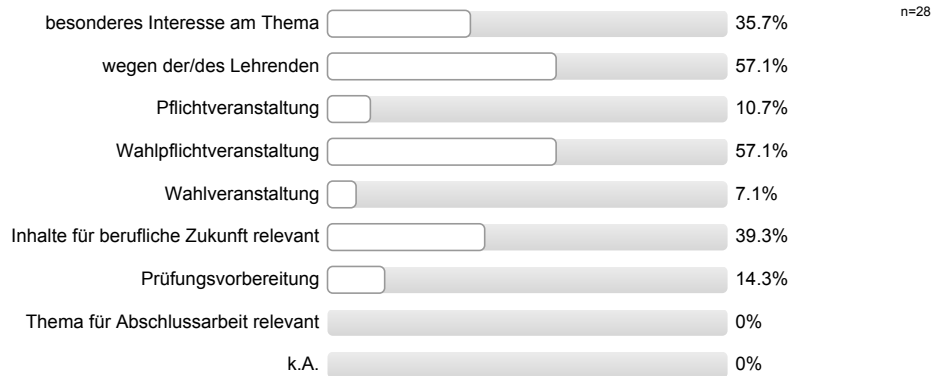 besonderes Interesse am Thema 35.7% n=28
wegen der/des Lehrenden 57.1%
Pflichtveranstaltung 10.7%
Wahlpflichtveranstaltung 57.1%
Wahlveranstaltung 7.1%
Inhalte für berufliche Zukunft relevant 39.3%
Prüfungsvorbereitung 14.3%
Thema für Abschlussarbeit relevant 0%
k.A. 0%